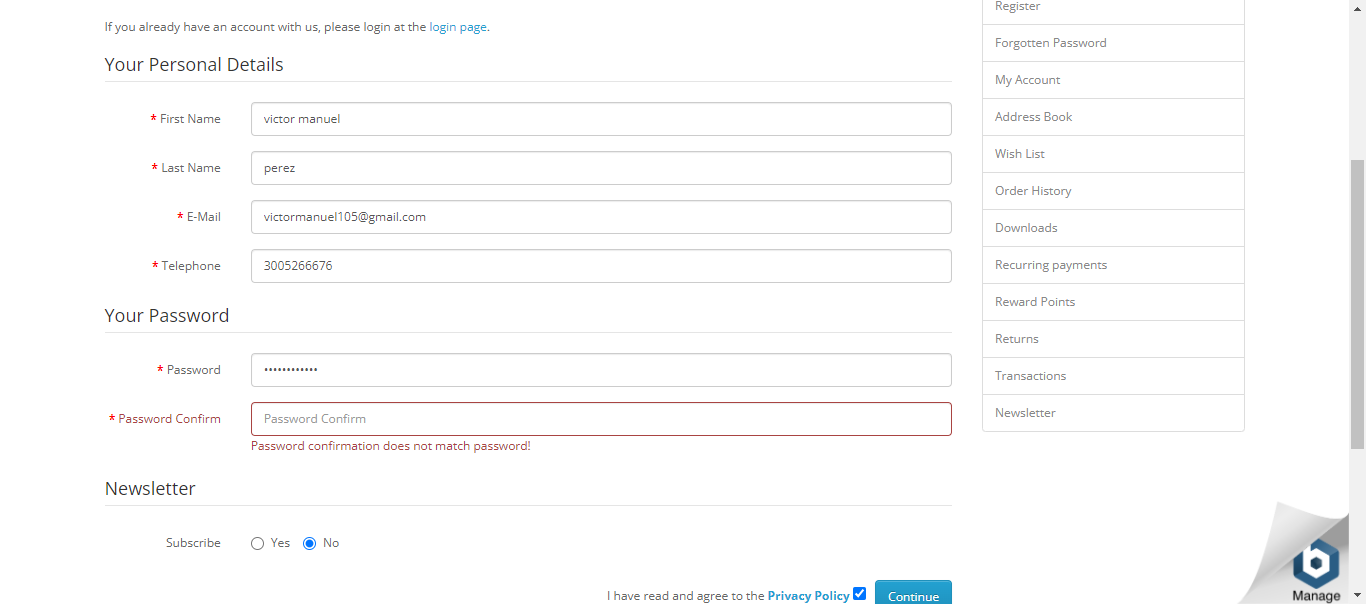 If you already have an account with us, please login at the login page.
Your Personal Details
* First Name
victor manuel
* Last Name
perez
* E-Mail
victormanuel105@gmail.com
* Telephone
3005266676
Your Password
* Password
••••••••••••
* Password Confirm
Password Confirm
Password confirmation does not match password!
Newsletter
Subscribe
Yes
No
I have read and agree to the Privacy Policy
Continue
Register
Forgotten Password
My Account
Address Book
Wish List
Order History
Downloads
Recurring payments
Reward Points
Returns
Transactions
Newsletter
Manage